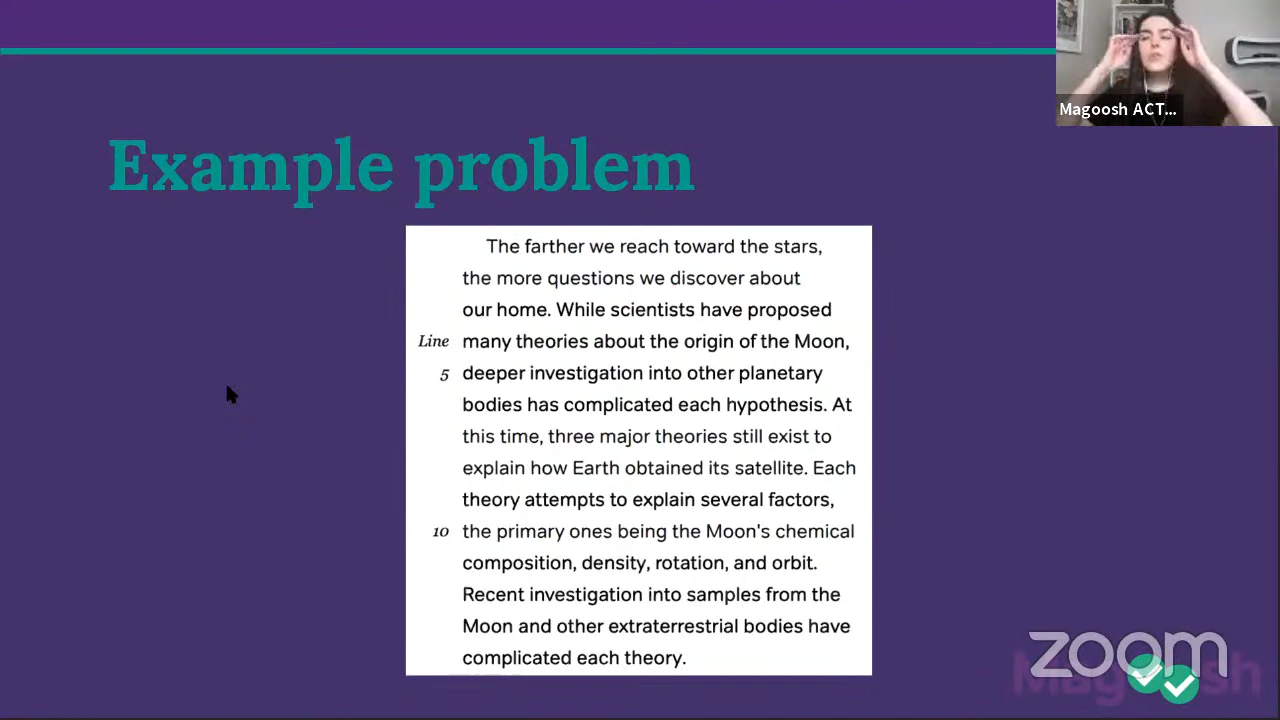 Magoosh ACT...
Example problem
The farther we reach toward the stars,
the more questions we discover about
our home. While scientists have proposed
Line many theories about the origin of the Moon,
5 deeper investigation into other planetary
bodies has complicated each hypothesis. At
this time, three major theories still exist to
explain how Earth obtained its satellite. Each
theory attempts to explain several factors,
10 the primary ones being the Moon's chemical
composition, density, rotation, and orbit.
Recent investigation into samples from the
Moon and other extraterrestrial bodies have
complicated each theory.
zoom
Magoosh